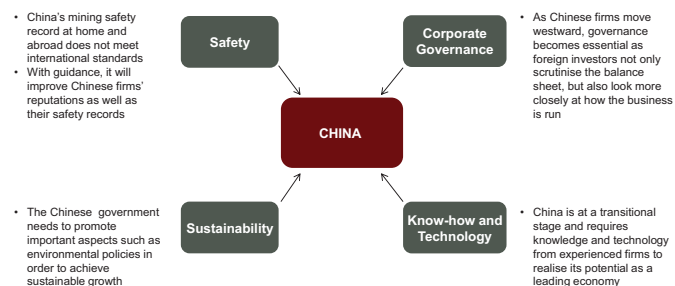 • China's mining safety
record at home and
abroad does not meet
international standards
• With guidance, it will
improve Chinese firms'
reputations as well as
their safety records
Safety
Corporate
Governance
• As Chinese firms move
westward, governance
becomes essential as
foreign investors not only
scrutinise the balance
sheet, but also look more
closely at how the business
is run
CHINA
• The Chinese government
needs to promote
important aspects such as
environmental policies in
order to achieve
sustainable growth
Sustainability
Know-how and
Technology
• China is at a transitional
stage and requires
knowledge and technology
from experienced firms to
realise its potential as a
leading economy